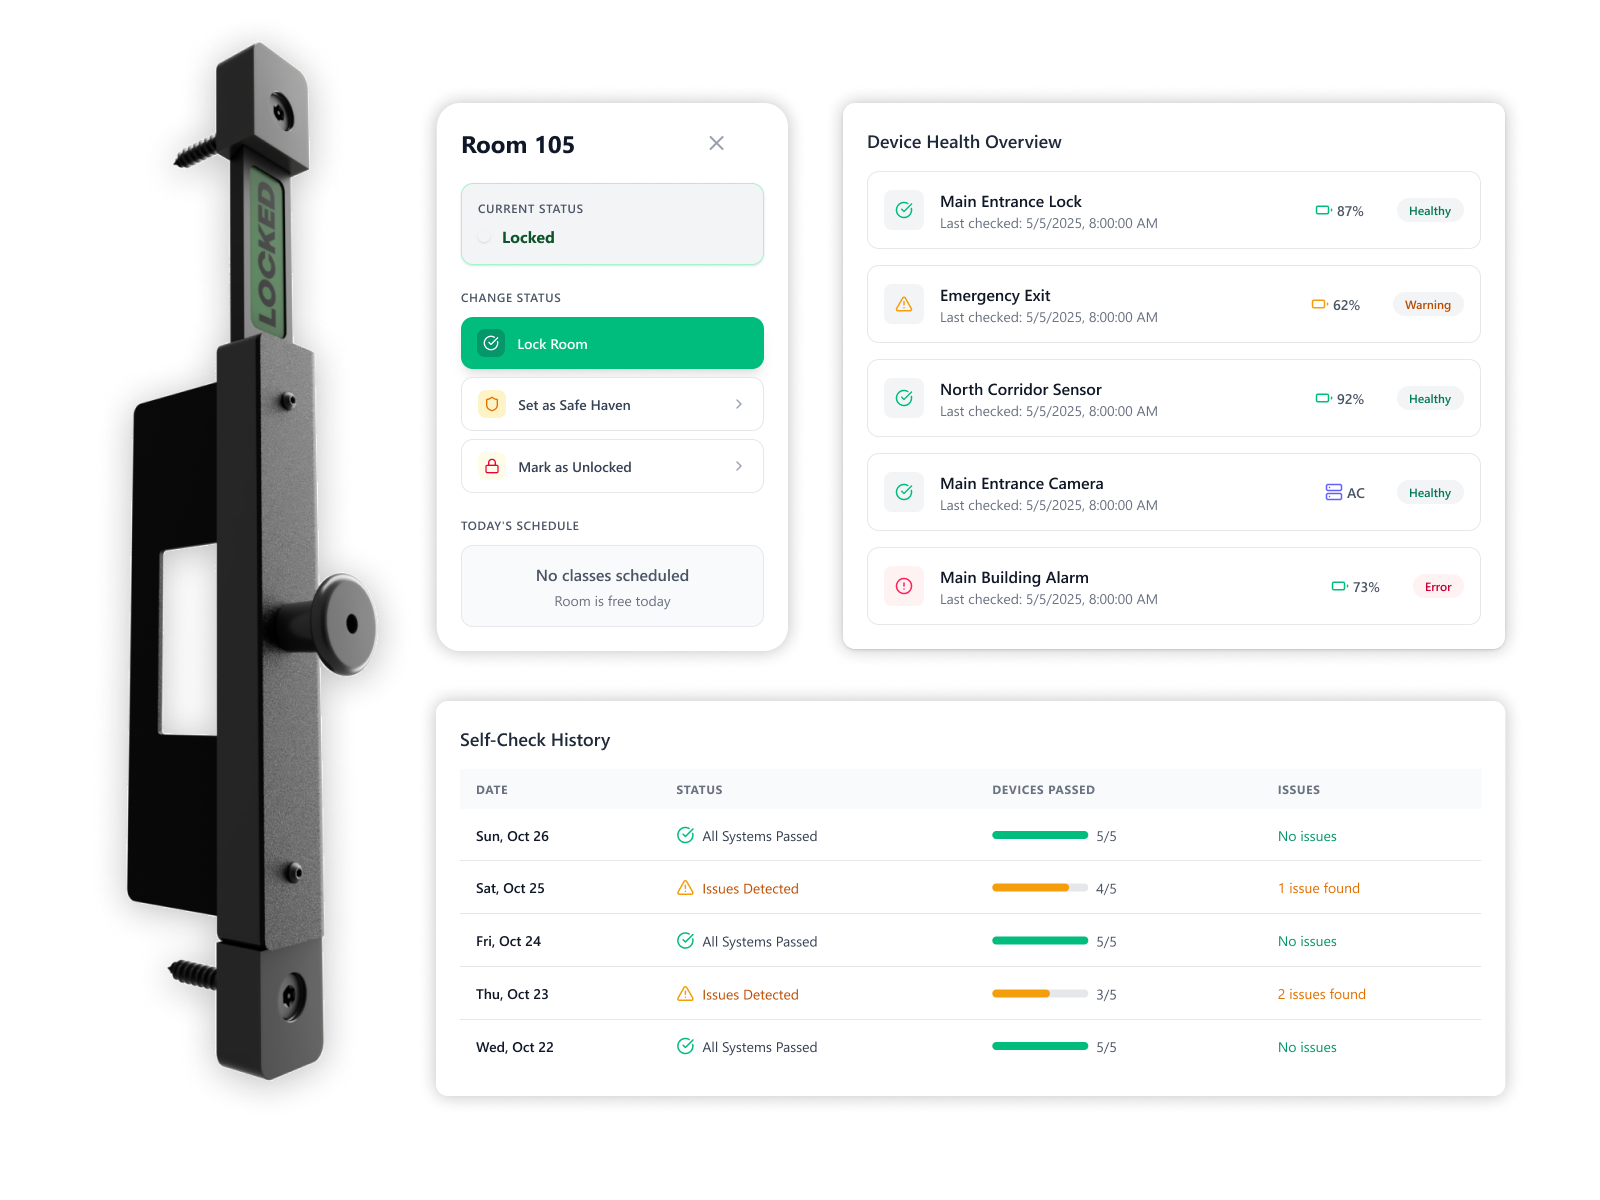 LOCKED
Room 105
CURRENT STATUS
Locked
CHANGE STATUS
Lock Room
Set as Safe Haven
Mark as Unlocked
TODAY'S SCHEDULE
No classes scheduled
Room is free today
Device Health Overview
Main Entrance Lock
Last checked: 5/5/2025, 8:00:00 AM
87%
Healthy
Emergency Exit
Last checked: 5/5/2025, 8:00:00 AM
62%
Warning
North Corridor Sensor
Last checked: 5/5/2025, 8:00:00 AM
92%
Healthy
Main Entrance Camera
Last checked: 5/5/2025, 8:00:00 AM
AC
Healthy
Main Building Alarm
Last checked: 5/5/2025, 8:00:00 AM
73%
Error
Self-Check History
DATE STATUS DEVICES PASSED ISSUES
Sun, Oct 26 All Systems Passed 5/5 No issues
Sat, Oct 25 Issues Detected 4/5 1 issue found
Fri, Oct 24 All Systems Passed 5/5 No issues
Thu, Oct 23 Issues Detected 3/5 2 issues found
Wed, Oct 22 All Systems Passed 5/5 No issues